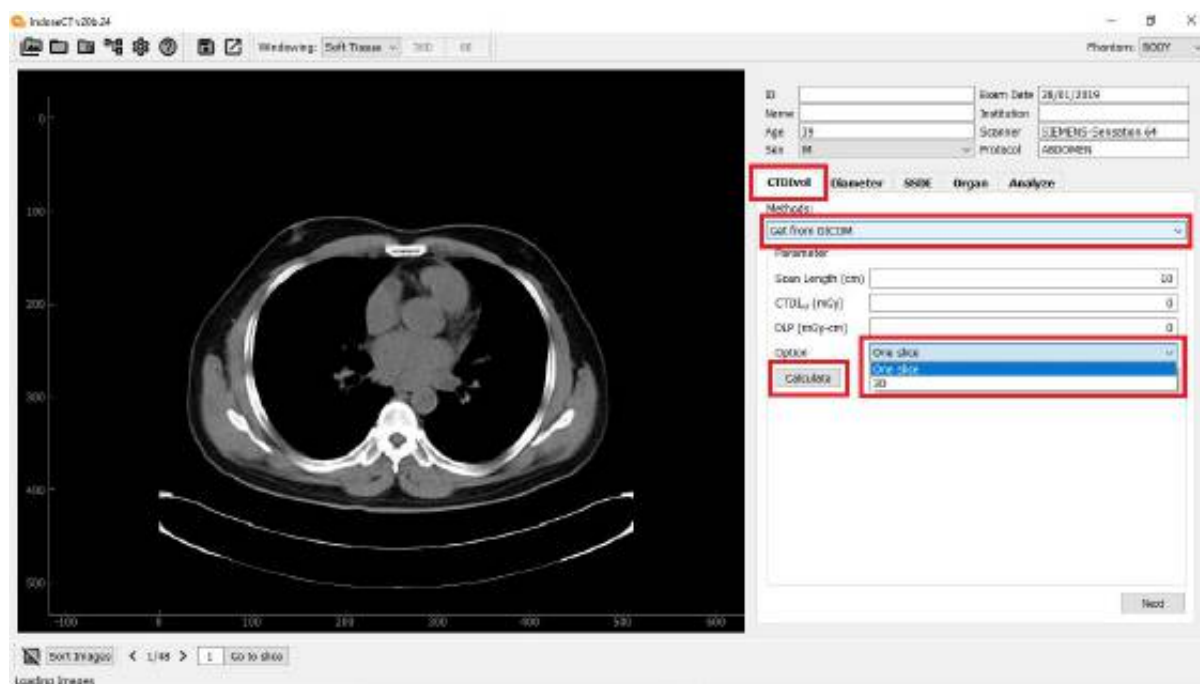 IndoseCT v20b.24
Windowing: Soft Tissue
Phantom: BODY
ID
Exam Date 28/01/2019
Name
Institution
Age 39
Scanner SIEMENS-Sensation 64
Sex M
Protocol ABDOMEN
CTDIvol Diameter SSDE Organ Analyze
Methods:
Get from DICOM
Parameter
Scan Length (cm) 10
CTDIvol (mGy) 0
DLP (mGy-cm) 0
Option One slice
One slice
3D
Calculate
Next
0
100
200
300
400
500
-100 0 100 200 300 400 500 600
Sort Images 1/48 1 Go to slice
Loading Images